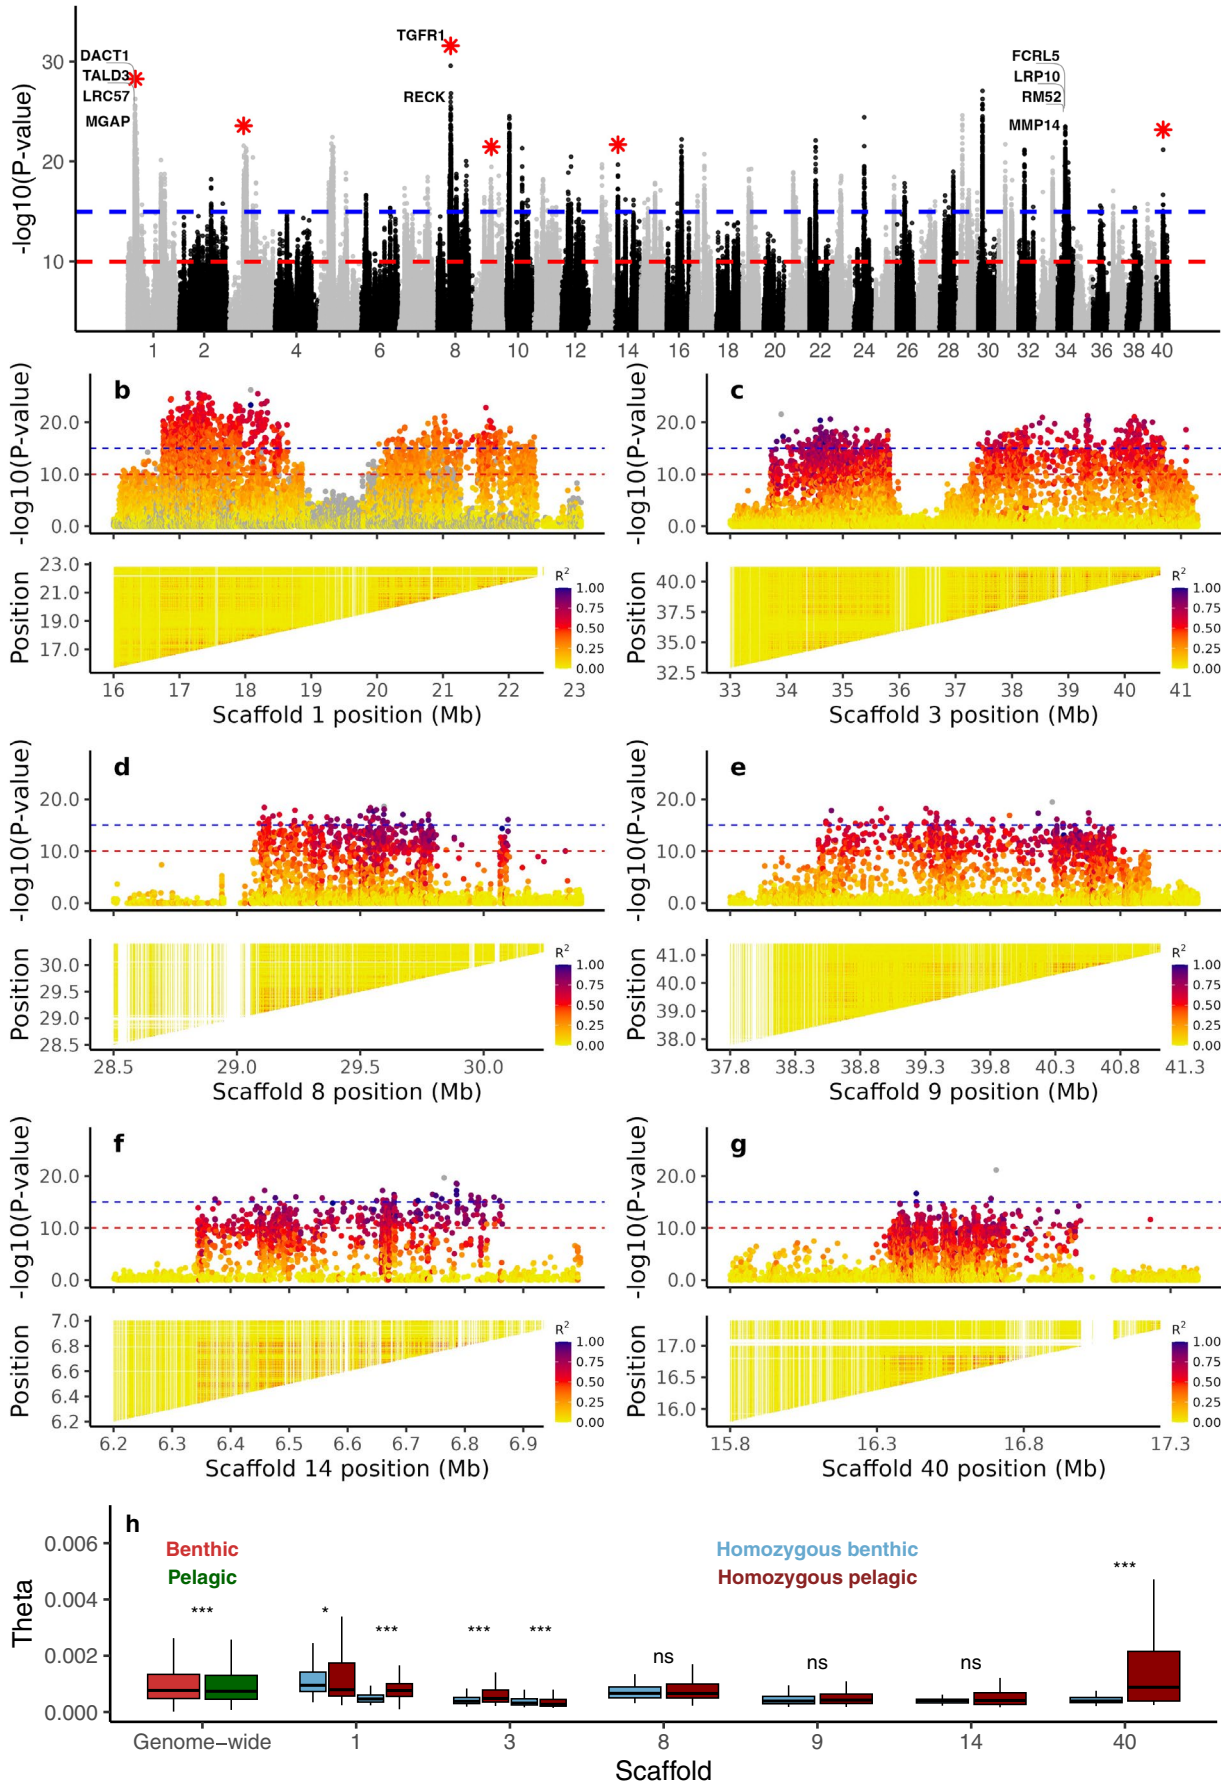 -log10(P-value)
30
20
10
DACT1
TALD3
LRC57
MGAP
TGFR1
RECK
FCRL5
LRP10
RM52
MMP14
1 2 3 4 6 8 9 10 12 14 16 18 20 22 24 26 28 30 32 34 36 38 40
b
-log10(P-value)
20.0
10.0
0.0
Position
23.0
21.0
19.0
17.0
R²
1.00
0.75
0.50
0.25
0.00
16 17 18 19 20 21 22 23
Scaffold 1 position (Mb)
c
-log10(P-value)
20.0
10.0
0.0
Position
40.0
37.5
35.0
32.5
R²
1.00
0.75
0.50
0.25
0.00
33 34 35 36 37 38 39 40 41
Scaffold 3 position (Mb)
d
-log10(P-value)
20.0
10.0
0.0
Position
30.0
29.5
29.0
28.5
R²
1.00
0.75
0.50
0.25
0.00
28.5 29.0 29.5 30.0
Scaffold 8 position (Mb)
e
-log10(P-value)
20.0
10.0
0.0
Position
41.0
40.0
39.0
38.0
R²
1.00
0.75
0.50
0.25
0.00
37.8 38.3 38.8 39.3 39.8 40.3 40.8 41.3
Scaffold 9 position (Mb)
f
-log10(P-value)
20.0
10.0
0.0
Position
7.0
6.8
6.6
6.4
6.2
R²
1.00
0.75
0.50
0.25
0.00
6.2 6.3 6.4 6.5 6.6 6.7 6.8 6.9
Scaffold 14 position (Mb)
g
-log10(P-value)
20.0
10.0
0.0
Position
17.0
16.5
16.0
R²
1.00
0.75
0.50
0.25
0.00
15.8 16.3 16.8 17.3
Scaffold 40 position (Mb)
h
Theta
0.006
0.004
0.002
0.000
Benthic
Pelagic
Homozygous benthic
Homozygous pelagic
*** * *** *** *** ns ns ns ***
Genome-wide 1 3 8 9 14 40
Scaffold